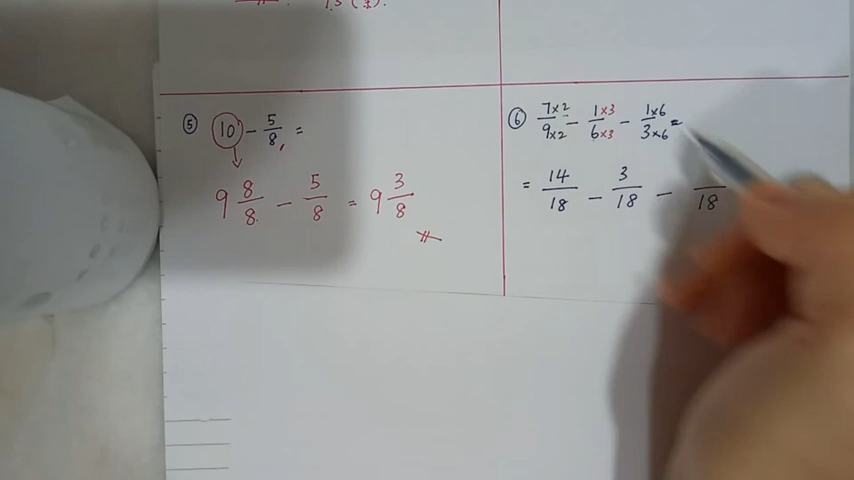 ⑤ 10 - 5/8 =
9 8/8 - 5/8 = 9 3/8
⑥ 7×2/9×2 - 1×3/6×3 - 1×6/3×6 =
= 14/18 - 3/18 - /18